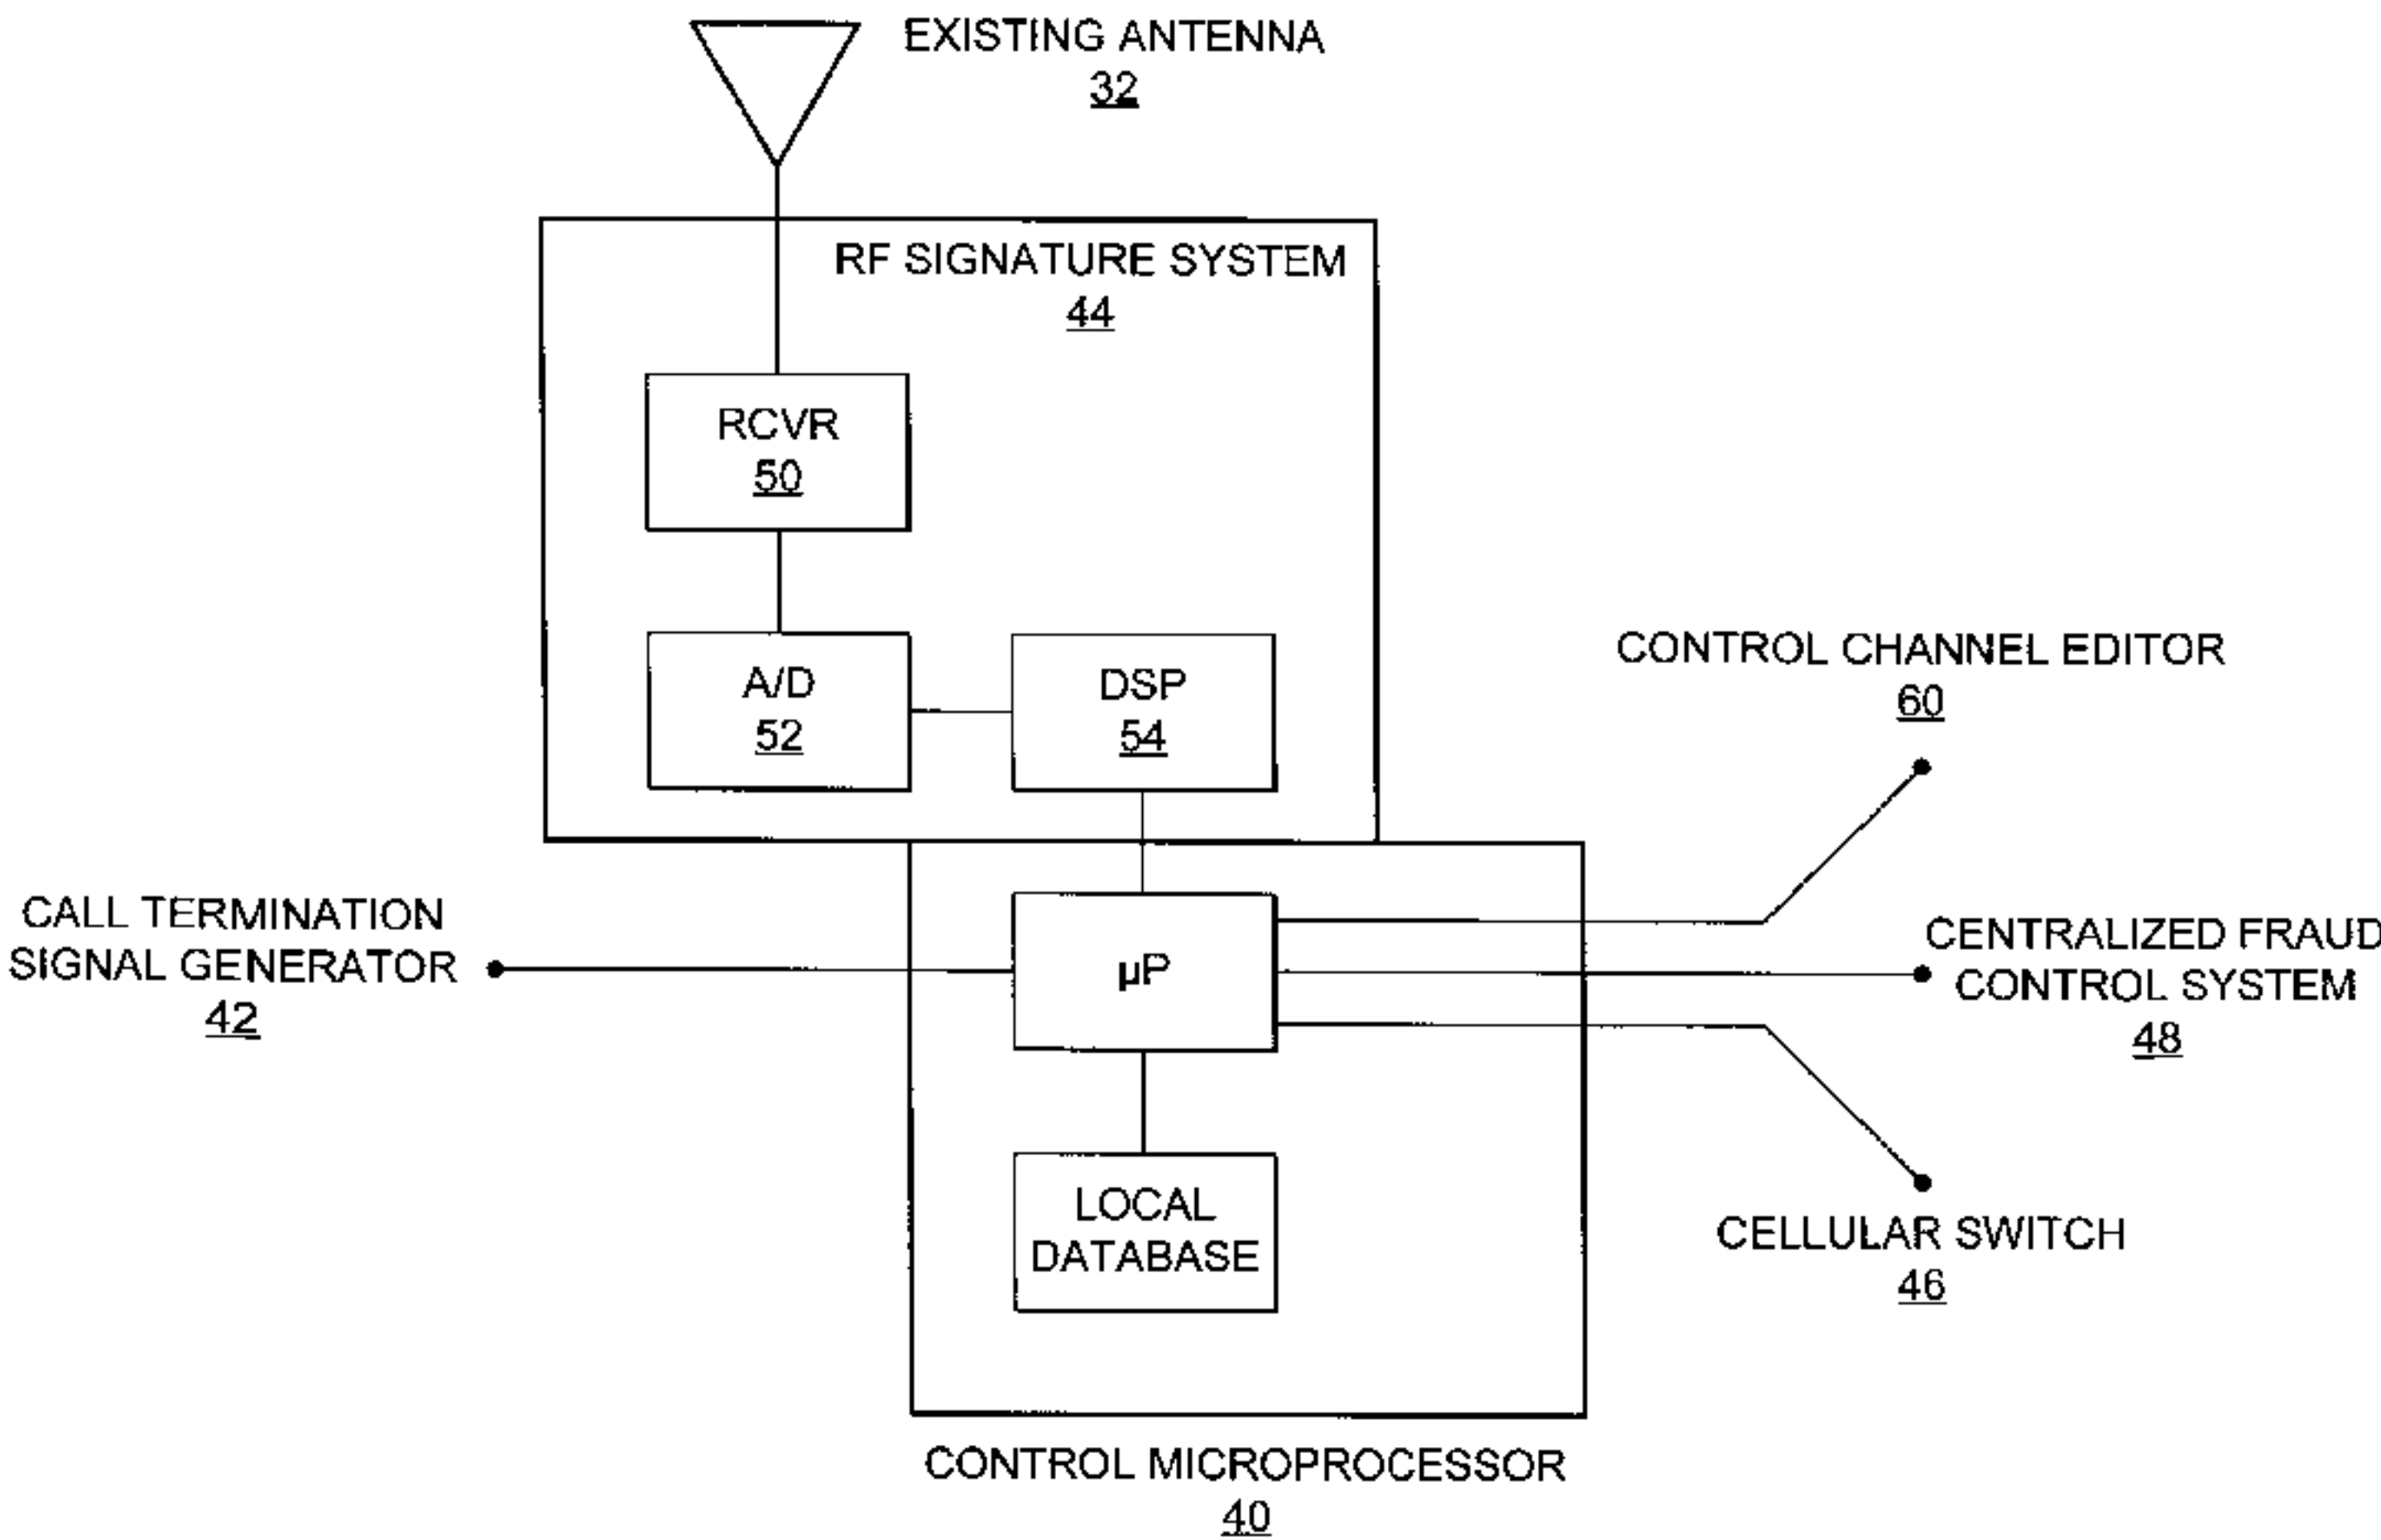 EXISTING ANTENNA
32
RF SIGNATURE SYSTEM
44
RCVR
50
A/D
52
DSP
54
CONTROL CHANNEL EDITOR
60
CALL TERMINATION
SIGNAL GENERATOR
42
µP
CENTRALIZED FRAUD
CONTROL SYSTEM
48
LOCAL
DATABASE
CELLULAR SWITCH
46
CONTROL MICROPROCESSOR
40